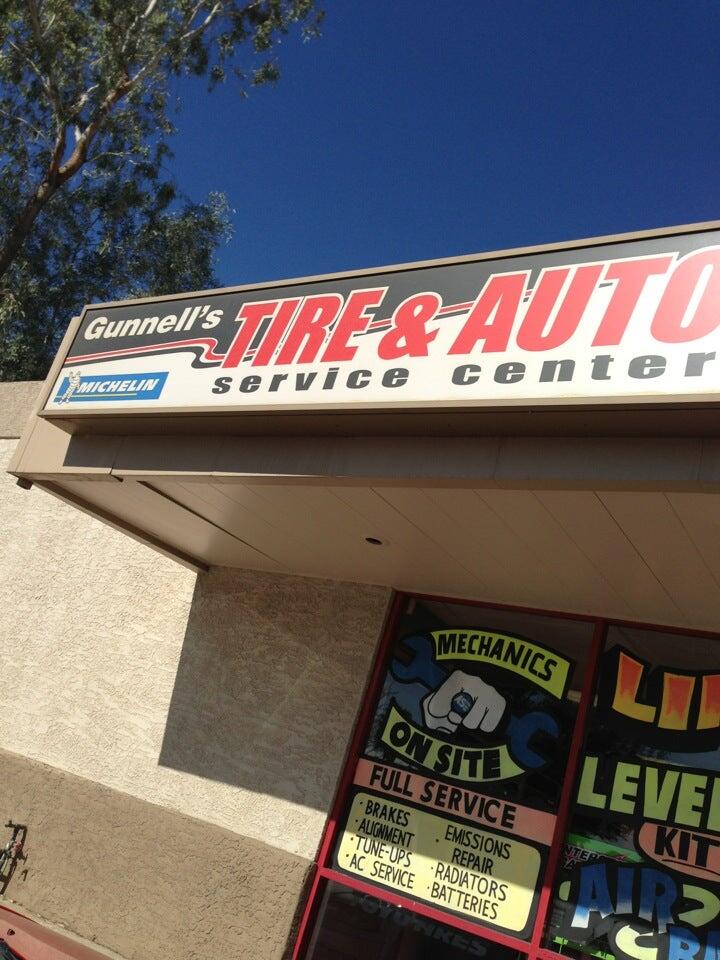 Gunnell's
TIRE & AUTO
service center
MICHELIN
MECHANICS
ON SITE
FULL SERVICE
· BRAKES
· ALIGNMENT
· TUNE-UPS
· AC SERVICE
· EMISSIONS
REPAIR
· RADIATORS
· BATTERIES
LEVEL
KIT
AIR